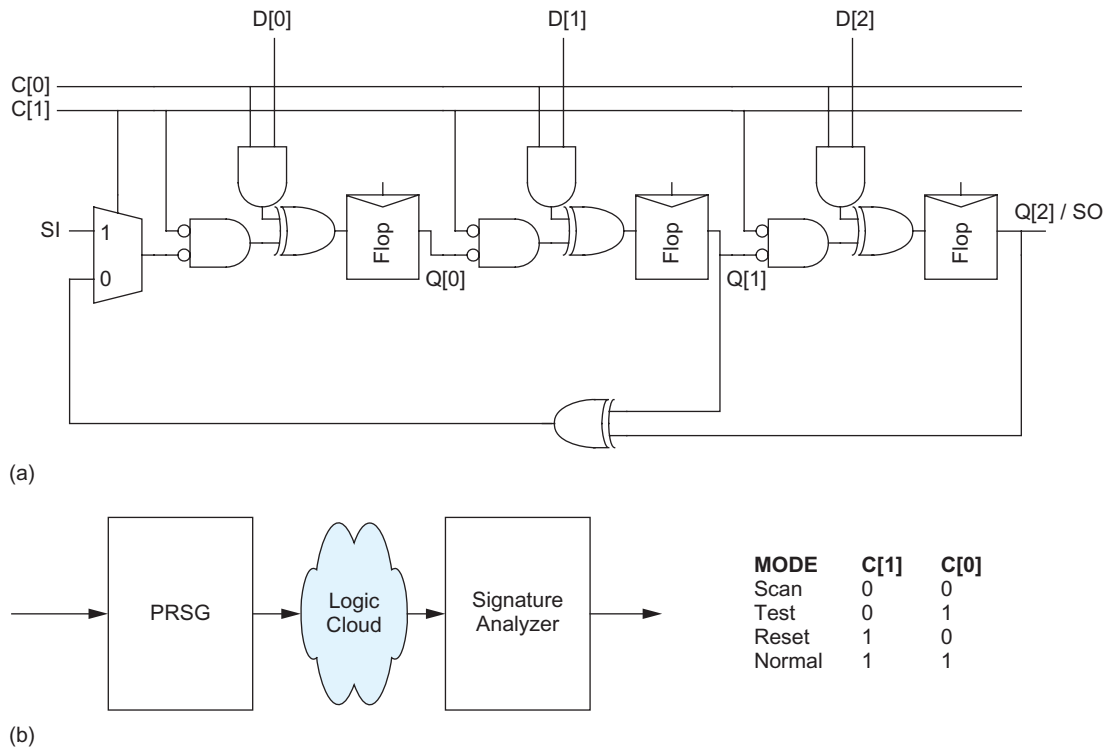 D[0] D[1] D[2]
C[0]
C[1]
SI 1 Flop Flop Flop Q[2] / SO
0 Q[0] Q[1]
(a)
PRSG
Logic
Cloud
Signature
Analyzer
MODE C[1] C[0]
Scan 0 0
Test 0 1
Reset 1 0
Normal 1 1
(b)